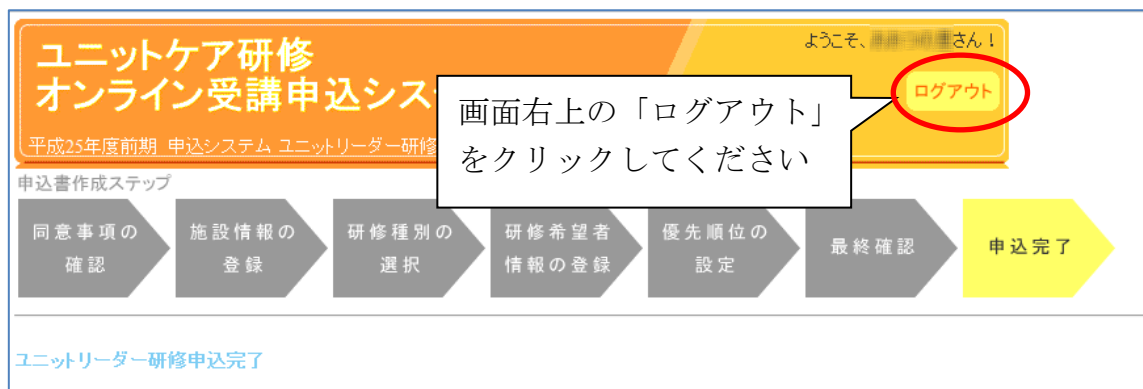 ユニットケア研修
ようこそ、
さん！
オンライン受講申込シス
ログアウト
画面右上の「ログアウト」
をクリックしてください
平成25年度前期 申込システム ユニットリーダー研修
申込書作成ステップ
同意事項の
確認
施設情報の
登録
研修種別の
選択
研修希望者
情報の登録
優先順位の
設定
最終確認
申込完了
ユニットリーダー研修申込完了